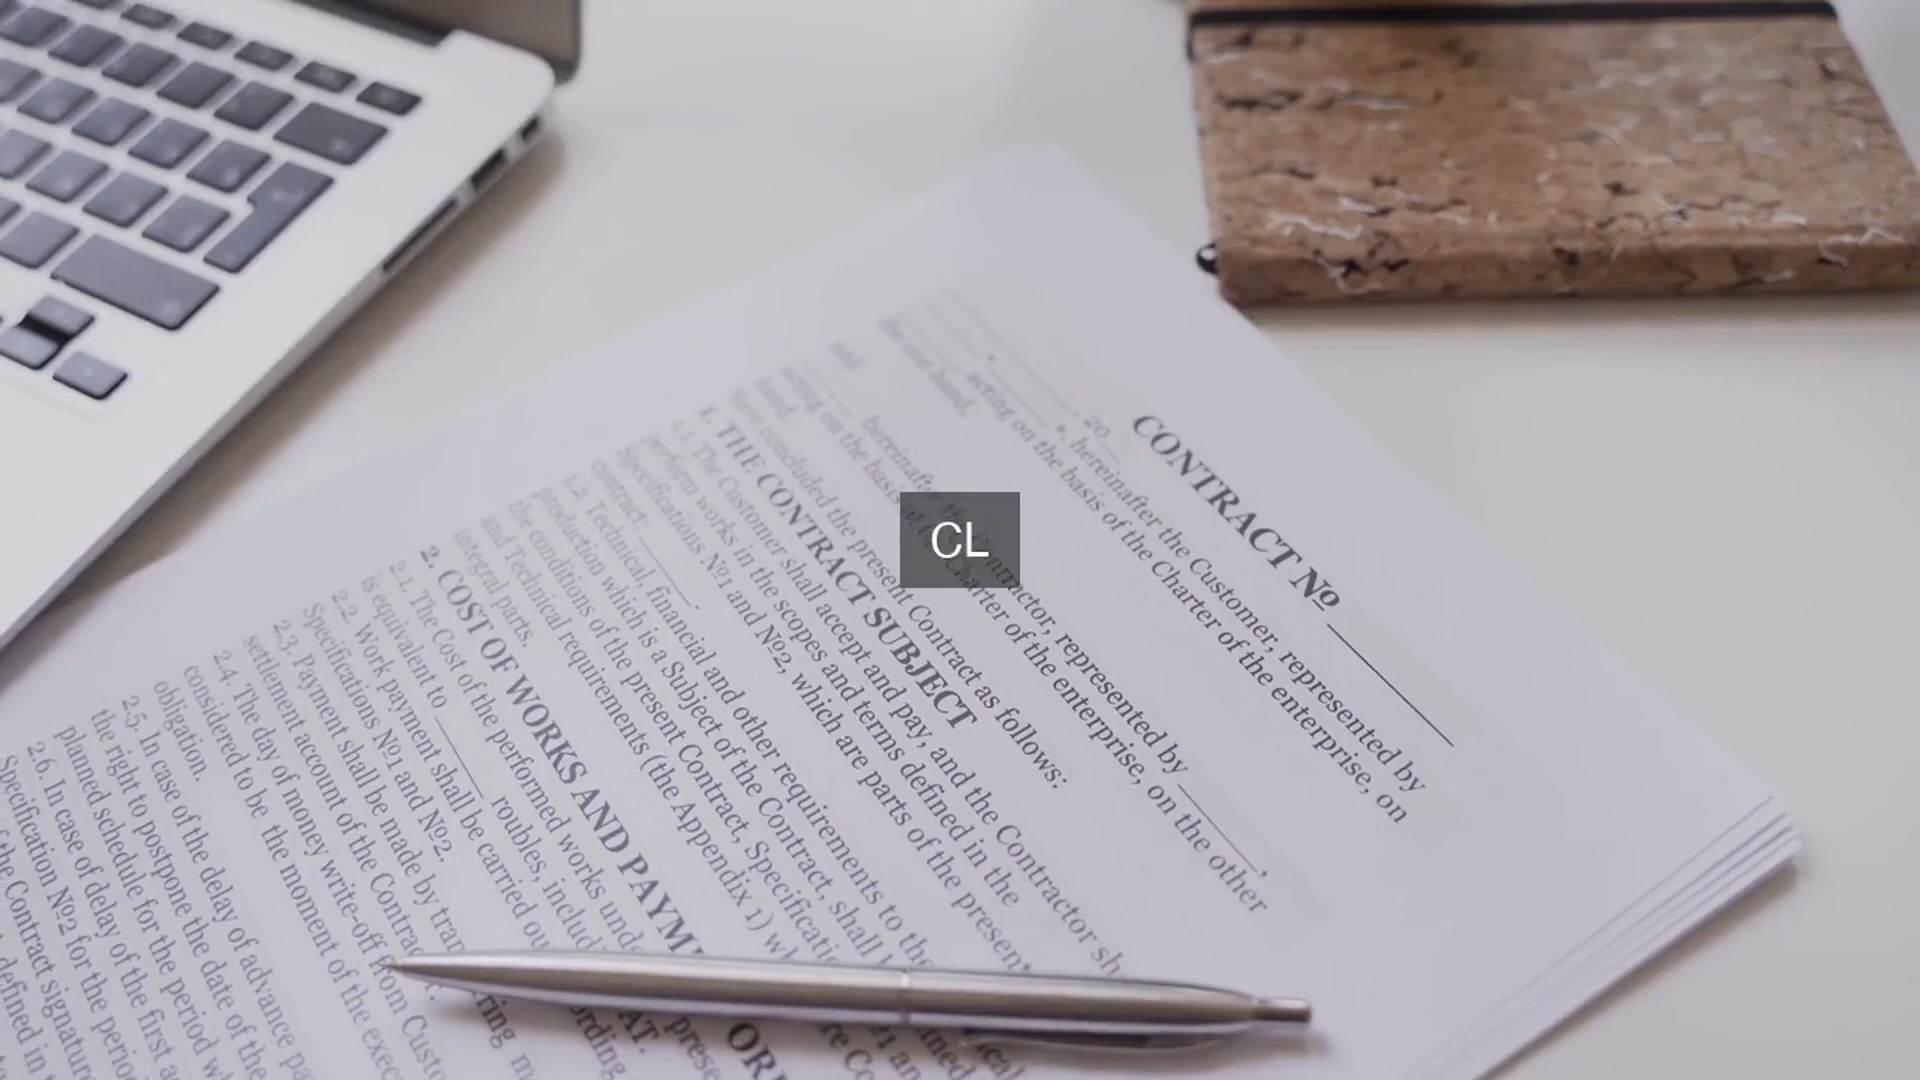 CONTRACT №
20
hereinafter the Customer, represented by
acting on the basis of the Charter of the enterprise, on
the one hand,
and
hereinafter the Contractor, represented by
acting on the basis of the Charter of the enterprise, on the other
hand,
have concluded the present Contract as follows:
1. THE CONTRACT SUBJECT
1.1. The Customer shall accept and pay, and the Contractor
perform works in the scopes and terms defined in the
Specifications №1 and №2, which are parts of the present
contract.
1.2. Technical, financial and other requirements to the
production which is a Subject of the Contract, shall
the conditions of the present Contract,
and Technical requirements (the Appendix 1)
integral parts.
2. COST OF WORKS AND
2.1. The Cost of the performed works
is equivalent to roubles,
2.2. Work payment shall be carried
Specifications №1 and №2.
2.3. Payment shall be made by
settlement account of the
2.4. The day of money write-off from
considered to be the moment of the
obligation.
2.5. In case of the delay of advance
the right to postpone the date of the
planned schedule for the period
2.6. In case of delay of the first
Specification №2 for the
the Contract
defined in
CL